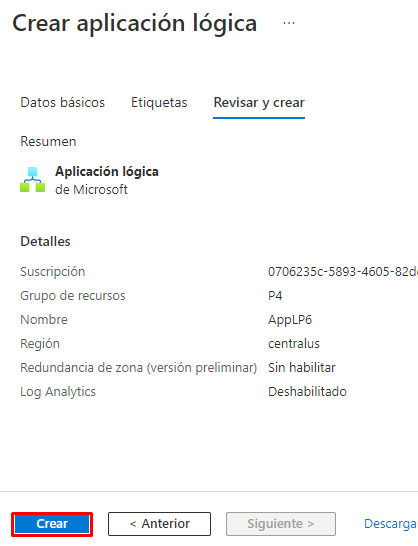 Crear aplicación lógica ...
Datos básicos Etiquetas Revisar y crear
Resumen
Aplicación lógica
de Microsoft
Detalles
Suscripción 0706235c-5893-4605-82d
Grupo de recursos P4
Nombre AppLP6
Región centralus
Redundancia de zona (versión preliminar) Sin habilitar
Log Analytics Deshabilitado
Crear < Anterior Siguiente > Descarga